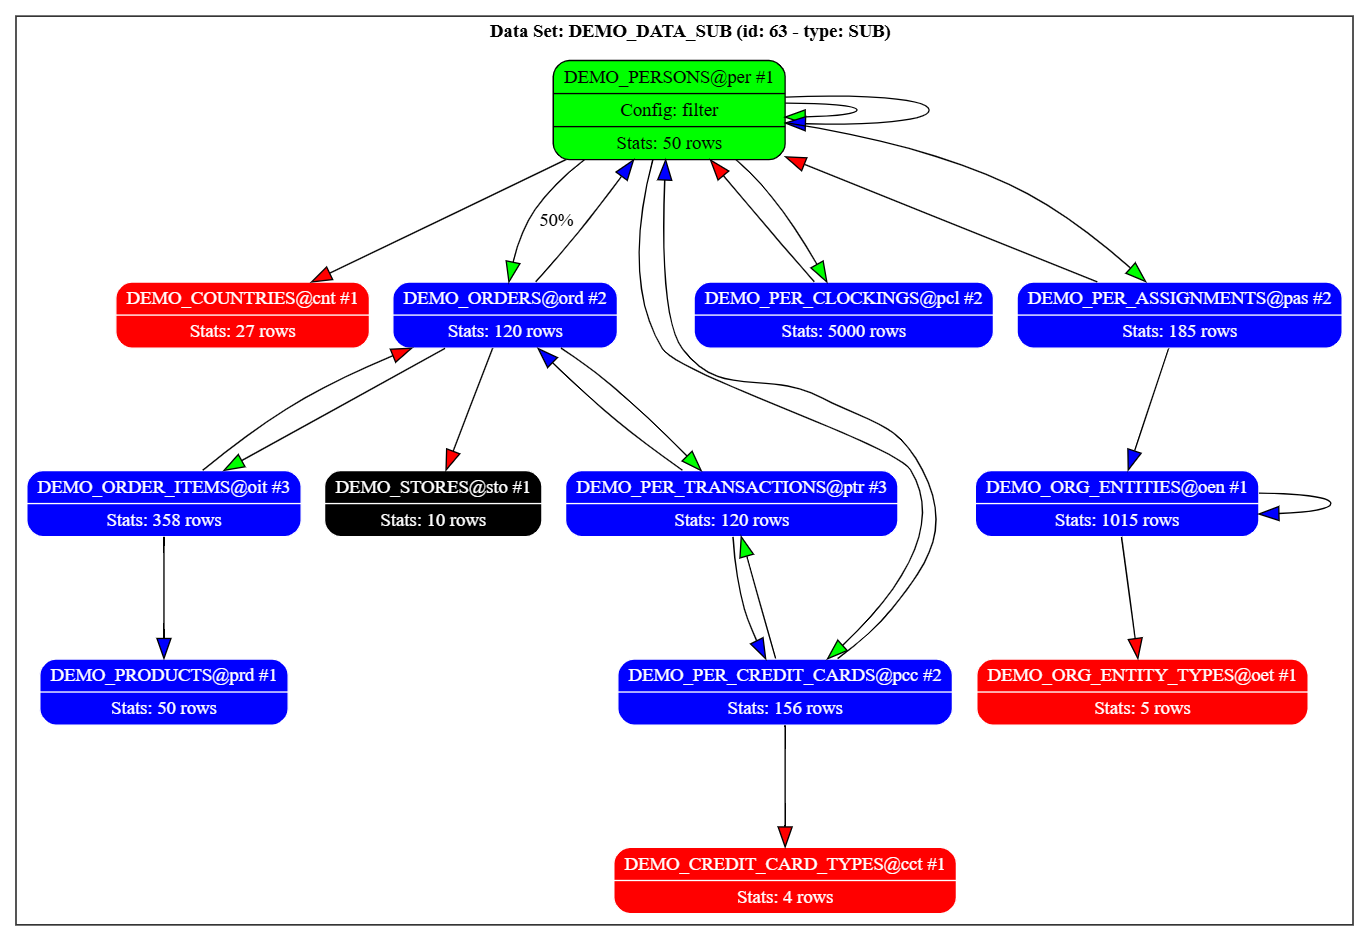 Data Set: DEMO_DATA_SUB (id: 63 - type: SUB)
DEMO_PERSONS@per #1
Config: filter
Stats: 50 rows
50%
DEMO_COUNTRIES@cnt #1
Stats: 27 rows
DEMO_ORDERS@ord #2
Stats: 120 rows
DEMO_PER_CLOCKINGS@pcl #2
Stats: 5000 rows
DEMO_PER_ASSIGNMENTS@pas #2
Stats: 185 rows
DEMO_ORDER_ITEMS@oit #3
Stats: 358 rows
DEMO_STORES@sto #1
Stats: 10 rows
DEMO_PER_TRANSACTIONS@ptr #3
Stats: 120 rows
DEMO_ORG_ENTITIES@oen #1
Stats: 1015 rows
DEMO_PRODUCTS@prd #1
Stats: 50 rows
DEMO_PER_CREDIT_CARDS@pcc #2
Stats: 156 rows
DEMO_ORG_ENTITY_TYPES@oet #1
Stats: 5 rows
DEMO_CREDIT_CARD_TYPES@cct #1
Stats: 4 rows